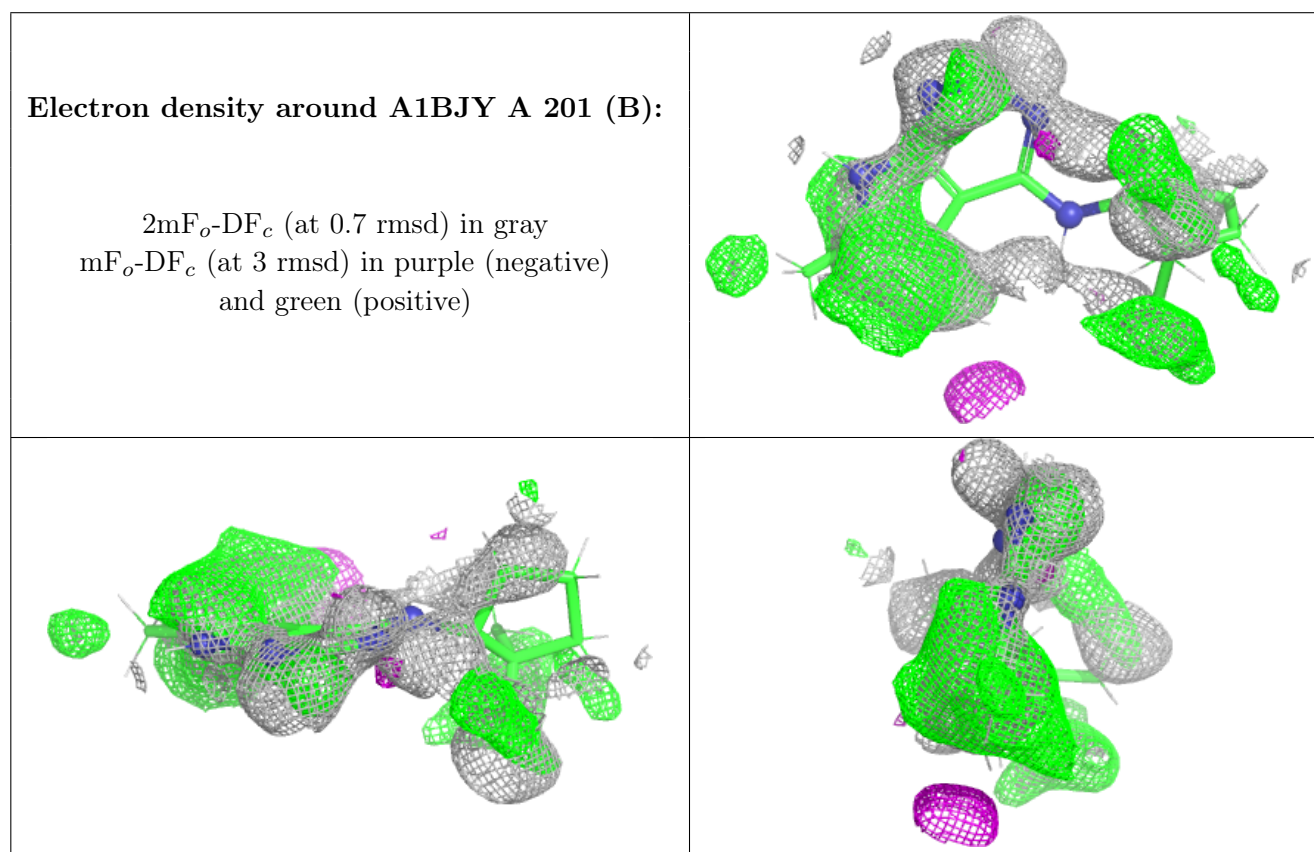 Electron density around A1BJY A 201 (B):
2mFo-DFc (at 0.7 rmsd) in gray
mFo-DFc (at 3 rmsd) in purple (negative)
and green (positive)